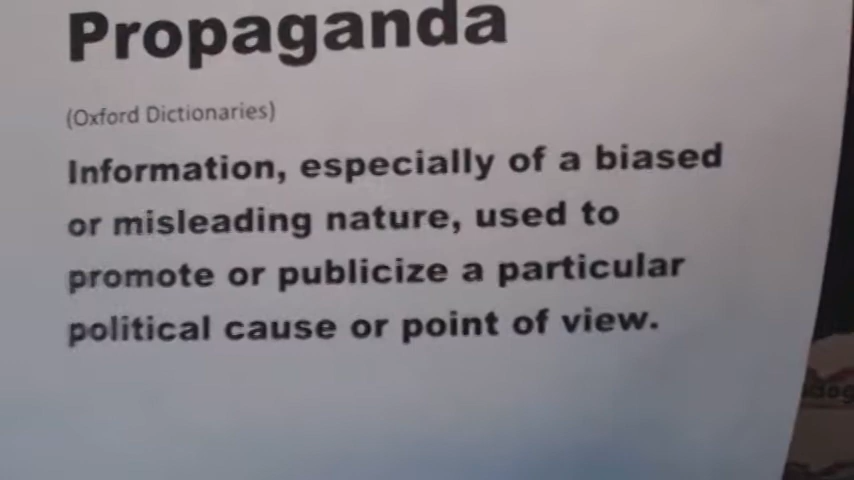 Propaganda
(Oxford Dictionaries)
Information, especially of a biased
or misleading nature, used to
promote or publicize a particular
political cause or point of view.